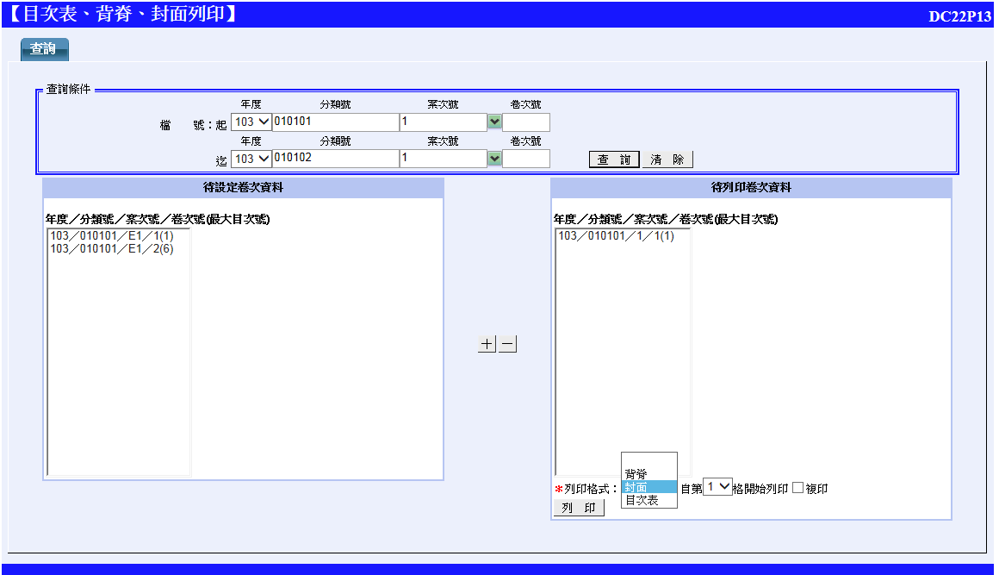 【目次表、背脊、封面列印】
DC22P13
查詢
查詢條件
年度 分類號 案次號 卷次號
檔 號：起 103 010101 1
年度 分類號 案次號 卷次號
迄 103 010102 1
查 詢 清 除
待設定卷次資料
年度／分類號／案次號／卷次號(最大目次號)
103／010101／E1／1(1)
103／010101／E1／2(6)
＋ －
待列印卷次資料
年度／分類號／案次號／卷次號(最大目次號)
103／010101／1／1(1)
背脊
*列印格式： 封面 自第 1 格開始列印 複印
目次表
列 印